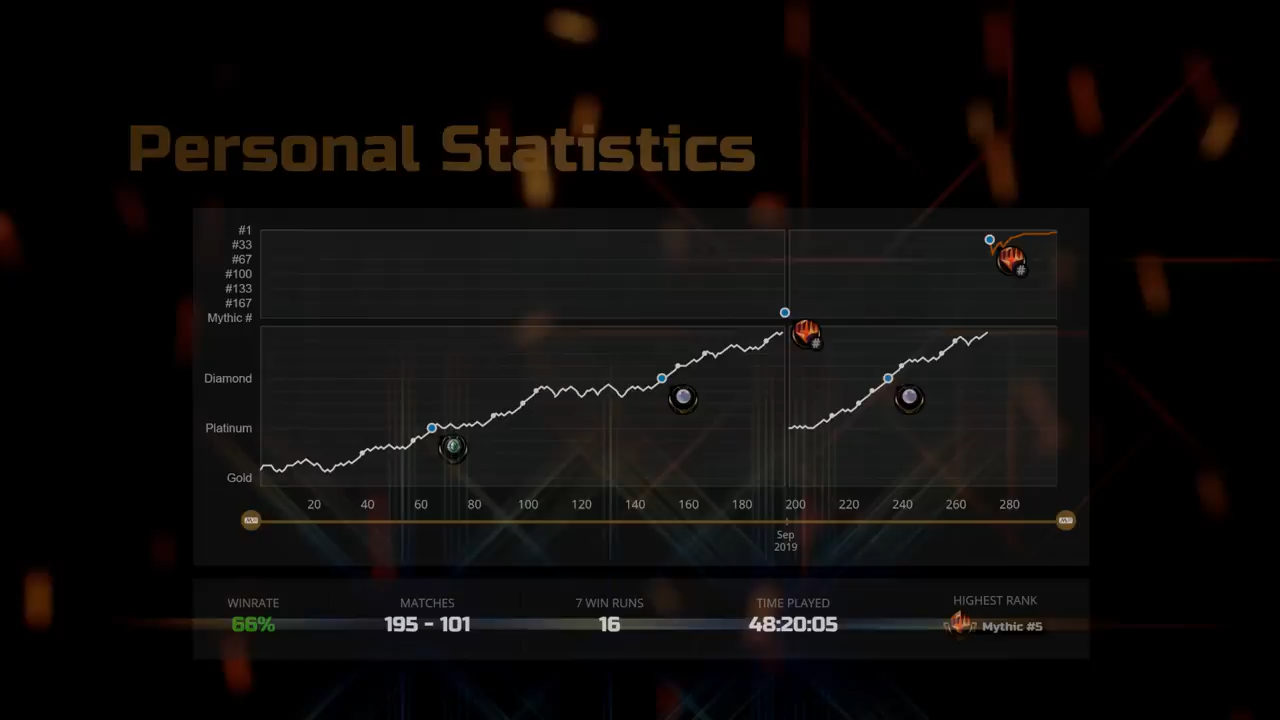 Personal Statistics
#1
#33
#67
#100
#133
#167
Mythic #
Diamond
Platinum
Gold
20 40 60 80 100 120 140 160 180 200 220 240 260 280
Sep
2019
WINRATE MATCHES 7 WIN RUNS TIME PLAYED HIGHEST RANK
66% 195 - 101 16 48:20:05 Mythic #5